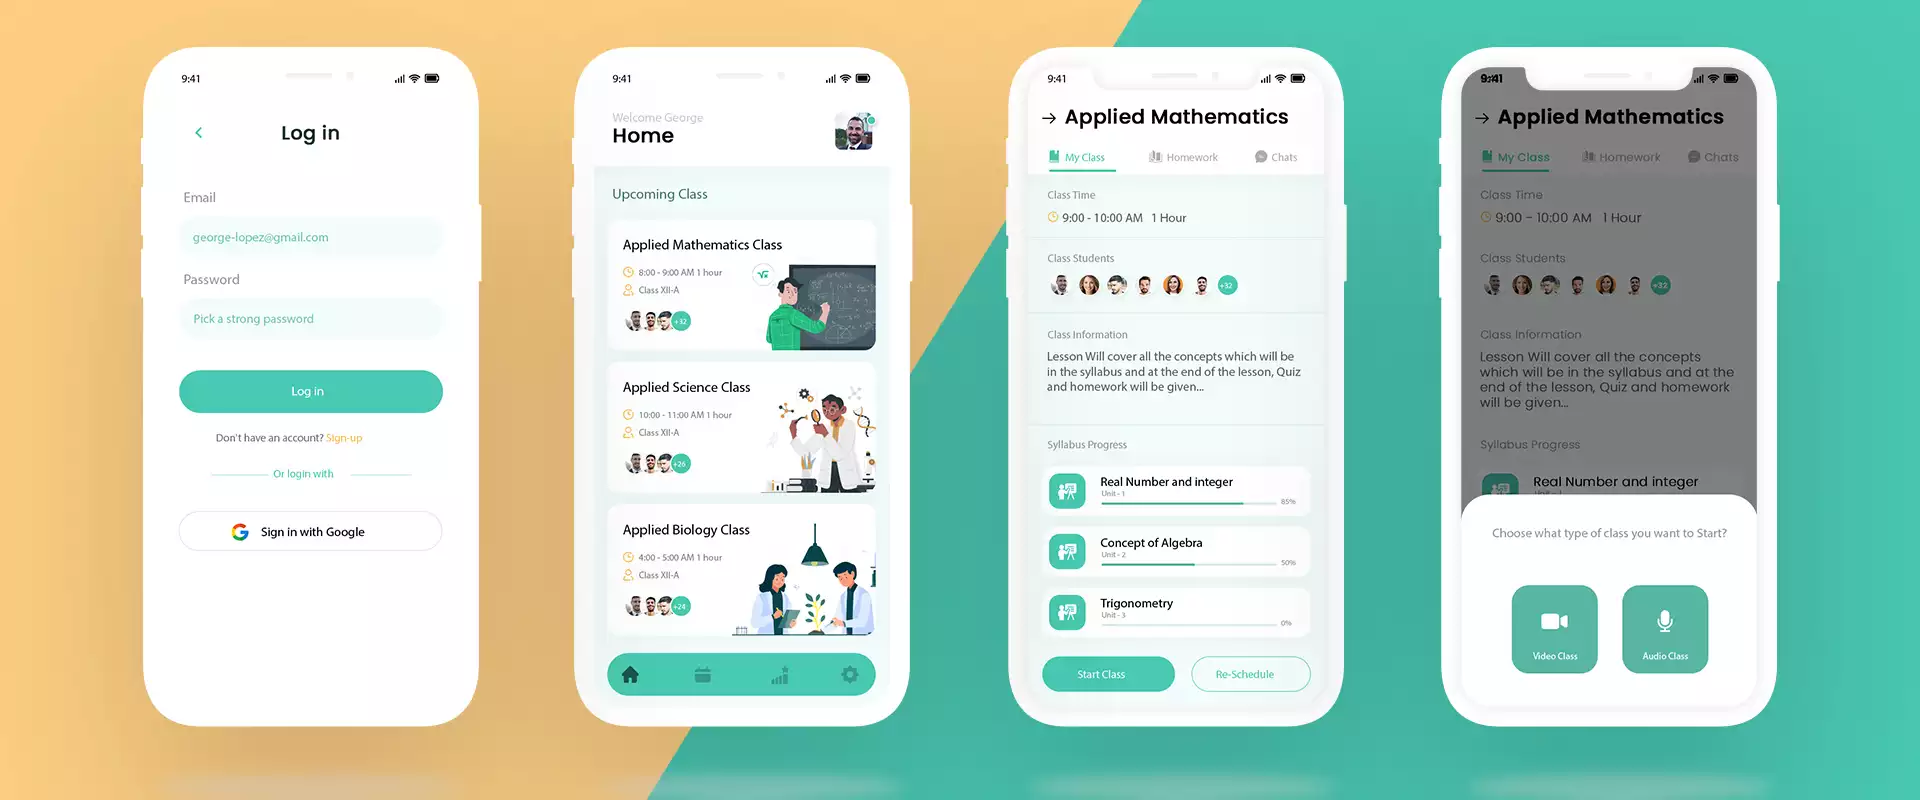 9:41
Log in
Email
george-lopez@gmail.com
Password
Pick a strong password
Log in
Don't have an account? Sign-up
Or login with
Sign in with Google
9:41
Welcome George
Home
Upcoming Class
Applied Mathematics Class
8:00 - 9:00 AM 1 hour
Class XII-A
+32
Applied Science Class
10:00 - 11:00 AM 1 hour
Class XII-A
+26
Applied Biology Class
4:00 - 5:00 AM 1 hour
Class XII-A
+24
9:41
Applied Mathematics
My Class
Homework
Chats
Class Time
9:00 - 10:00 AM 1 Hour
Class Students
+32
Class Information
Lesson Will cover all the concepts which will be
in the syllabus and at the end of the lesson, Quiz
and homework will be given...
Syllabus Progress
Real Number and integer
Unit - 1
85%
Concept of Algebra
Unit - 2
50%
Trigonometry
Unit - 3
0%
Start Class
Re-Schedule
9:41
Applied Mathematics
My Class
Homework
Chats
Class Time
9:00 - 10:00 AM 1 Hour
Class Students
+32
Class Information
Lesson Will cover all the concepts
which will be in the syllabus and at the
end of the lesson, Quiz and homework
will be given...
Syllabus Progress
Real Number and integer
Choose what type of class you want to Start?
Video Class
Audio Class